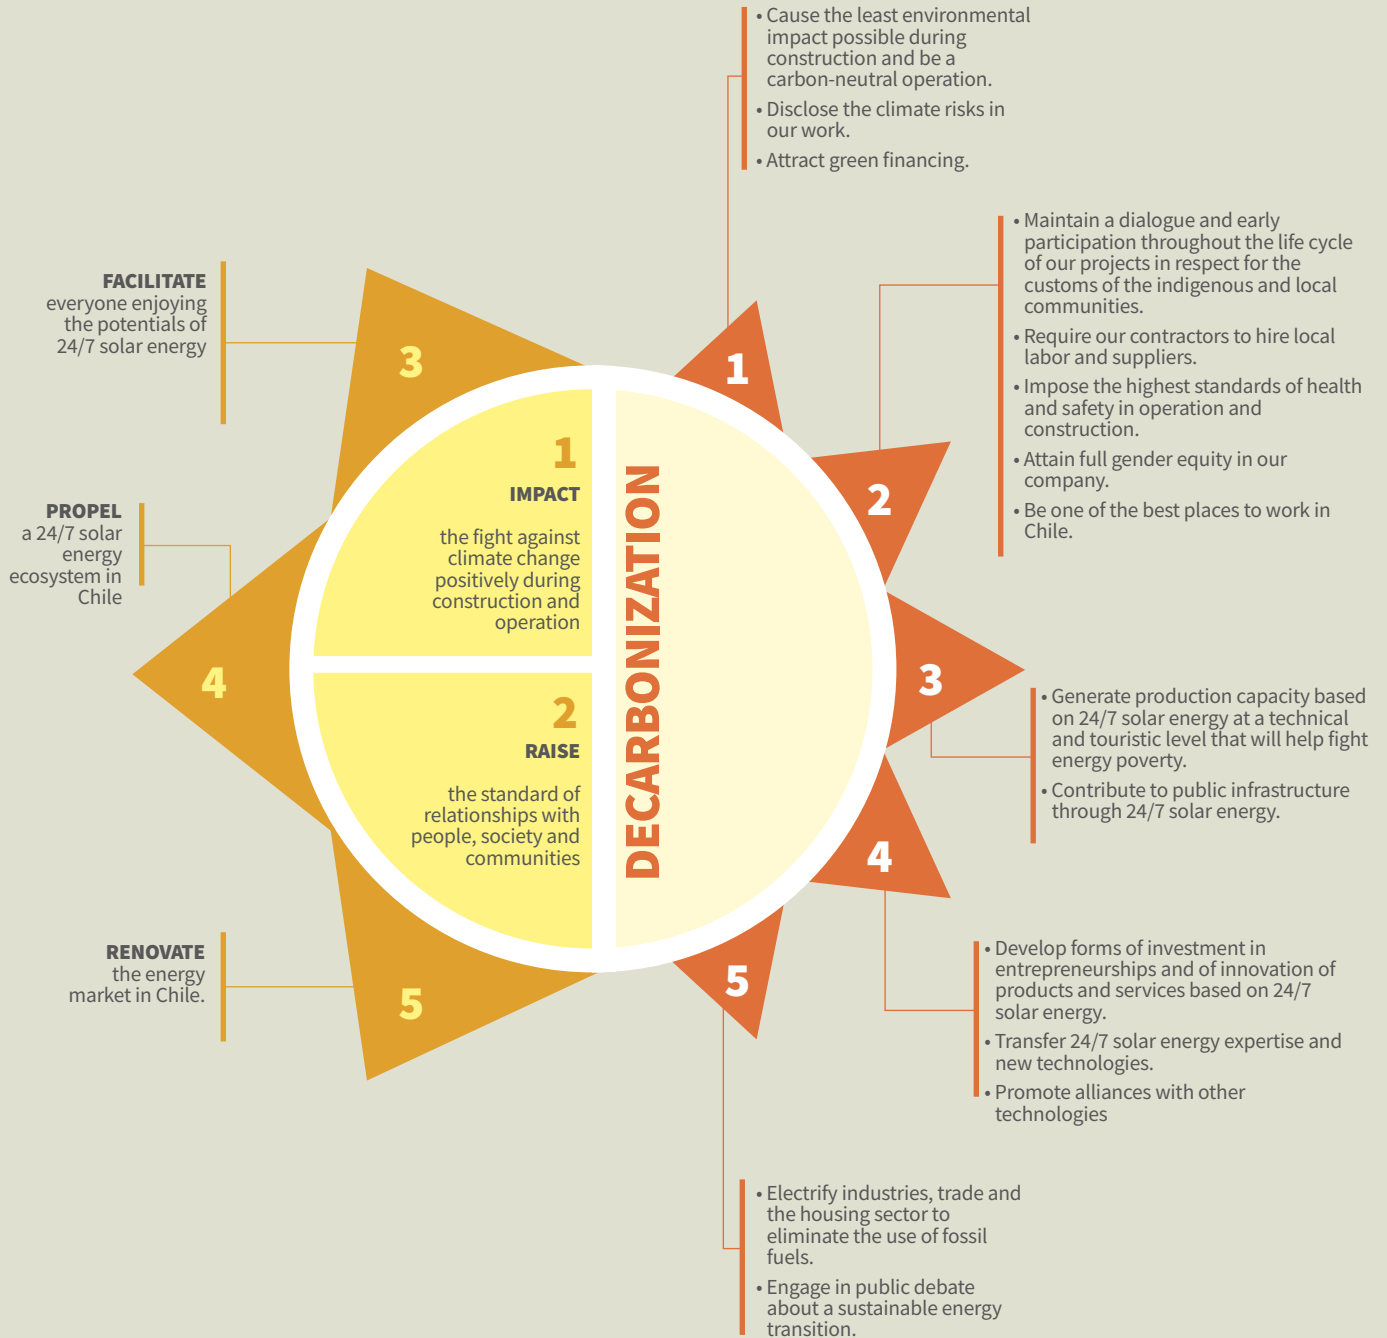 FACILITATE
everyone enjoying
the potentials of
24/7 solar energy
PROPEL
a 24/7 solar
energy
ecosystem in
Chile
RENOVATE
the energy
market in Chile.
3
4
5
1
IMPACT
the fight against
climate change
positively during
construction and
operation
2
RAISE
the standard of
relationships with
people, society and
communities
DECARBONIZATION
1
• Cause the least environmental
impact possible during
construction and be a
carbon-neutral operation.
• Disclose the climate risks in
our work.
• Attract green financing.
2
• Maintain a dialogue and early
participation throughout the life cycle
of our projects in respect for the
customs of the indigenous and local
communities.
• Require our contractors to hire local
labor and suppliers.
• Impose the highest standards of health
and safety in operation and
construction.
• Attain full gender equity in our
company.
• Be one of the best places to work in
Chile.
3
• Generate production capacity based
on 24/7 solar energy at a technical
and touristic level that will help fight
energy poverty.
• Contribute to public infrastructure
through 24/7 solar energy.
4
• Develop forms of investment in
entrepreneurships and of innovation of
products and services based on 24/7
solar energy.
• Transfer 24/7 solar energy expertise and
new technologies.
• Promote alliances with other
technologies
5
• Electrify industries, trade and
the housing sector to
eliminate the use of fossil
fuels.
• Engage in public debate
about a sustainable energy
transition.